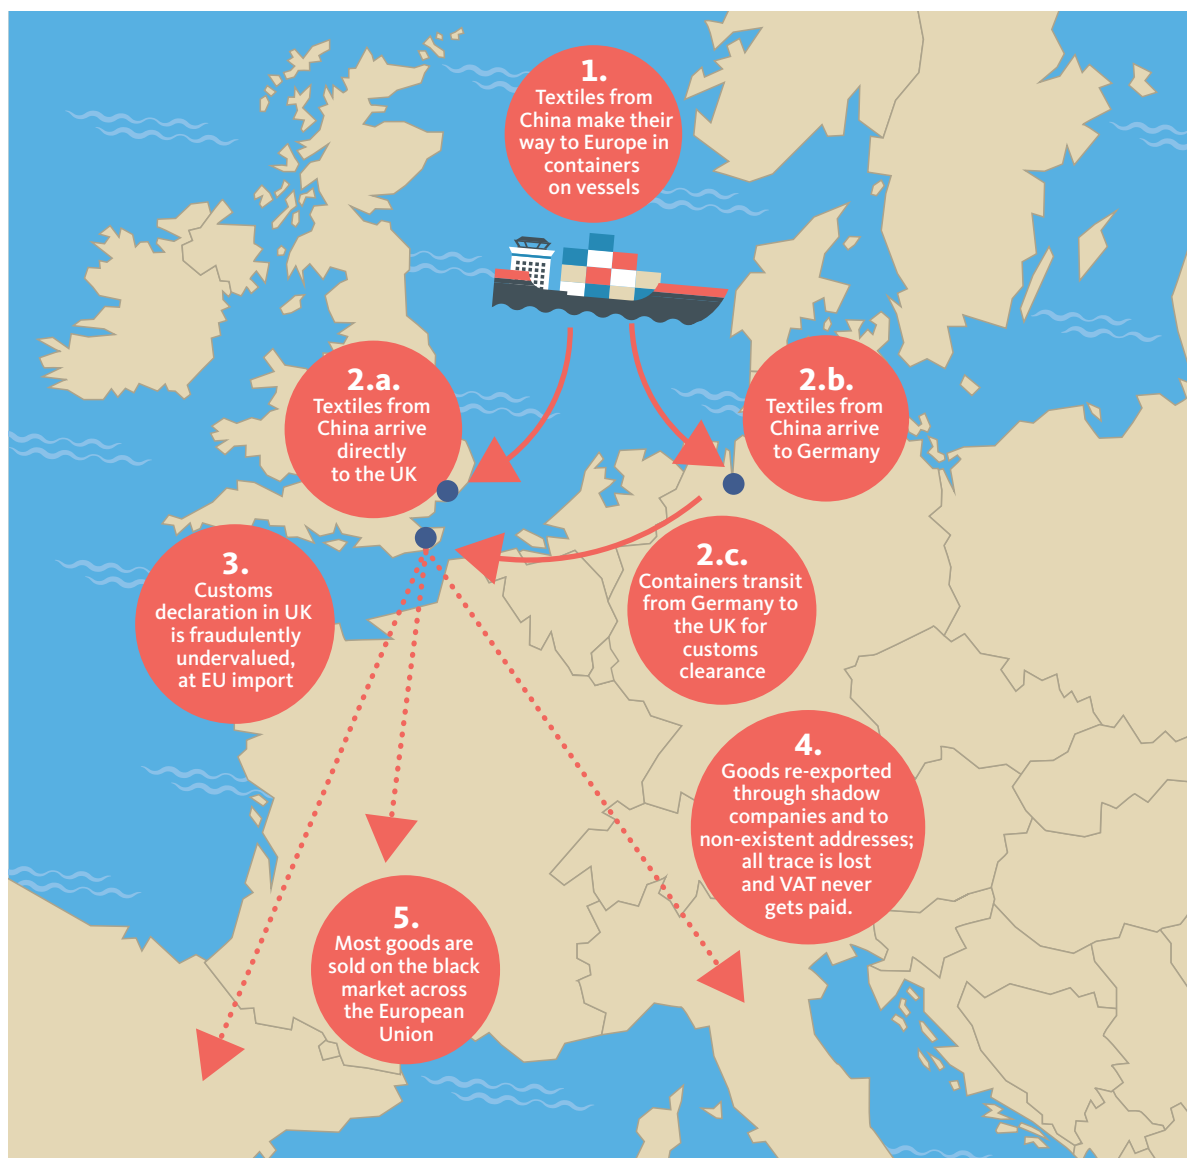 1.
Textiles from
China make their
way to Europe in
containers
on vessels
2.a.
Textiles from
China arrive
directly
to the UK
2.b.
Textiles from
China arrive
to Germany
2.c.
Containers transit
from Germany to
the UK for
customs
clearance
3.
Customs
declaration in UK
is fraudulently
undervalued,
at EU import
4.
Goods re-exported
through shadow
companies and to
non-existent addresses;
all trace is lost
and VAT never
gets paid.
5.
Most goods are
sold on the black
market across
the European
Union